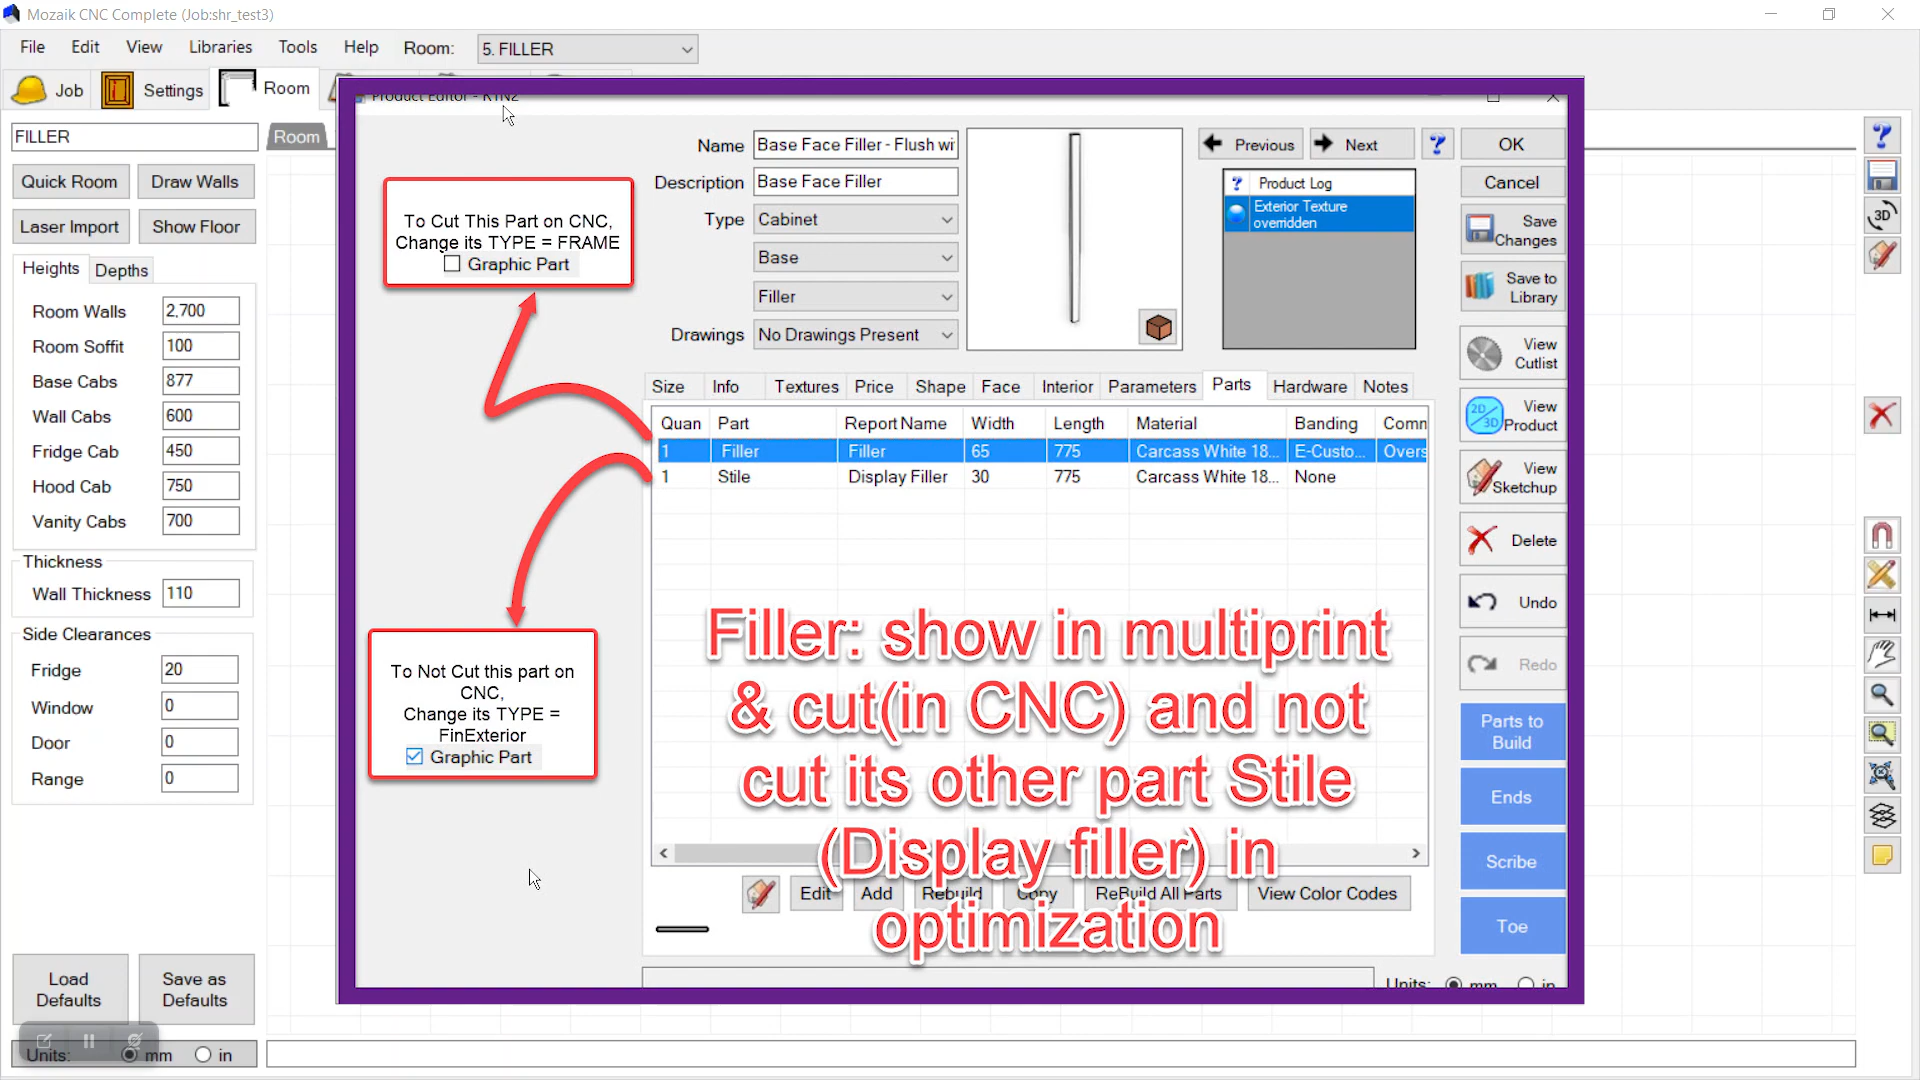 Mozaik CNC Complete (Job:shr_test3)
File Edit View Libraries Tools Help Room: 5. FILLER
Job Settings Room
FILLER
Room
Quick Room Draw Walls
Laser Import Show Floor
Heights Depths
Room Walls 2,700
Room Soffit 100
Base Cabs 877
Wall Cabs 600
Fridge Cab 450
Hood Cab 750
Vanity Cabs 700
Thickness
Wall Thickness 110
Side Clearances
Fridge 20
Window 0
Door 0
Range 0
Load Defaults
Save as Defaults
Units: mm in
Product Editor - R1N2
To Cut This Part on CNC,
Change its TYPE = FRAME
Graphic Part
To Not Cut this part on
CNC,
Change its TYPE =
FinExterior
Graphic Part
Name Base Face Filler - Flush wi
Description Base Face Filler
Type Cabinet
Base
Filler
Drawings No Drawings Present
Previous Next ?
? Product Log
Exterior Texture
overridden
Size Info Textures Price Shape Face Interior Parameters Parts Hardware Notes
Quan Part Report Name Width Length Material Banding Comn
1 Filler Filler 65 775 Carcass White 18... E-Custo... Overs
1 Stile Display Filler 30 775 Carcass White 18... None
Filler: show in multiprint
& cut(in CNC) and not
cut its other part Stile
(Display filler) in
optimization
Edit Add Rebuild Copy ReBuild All Parts View Color Codes
Units: mm in
OK
Cancel
Save
Changes
Save to
Library
View
Cutlist
2D/3D
View
Product
View
Sketchup
Delete
Undo
Redo
Parts to
Build
Ends
Scribe
Toe
?
3D